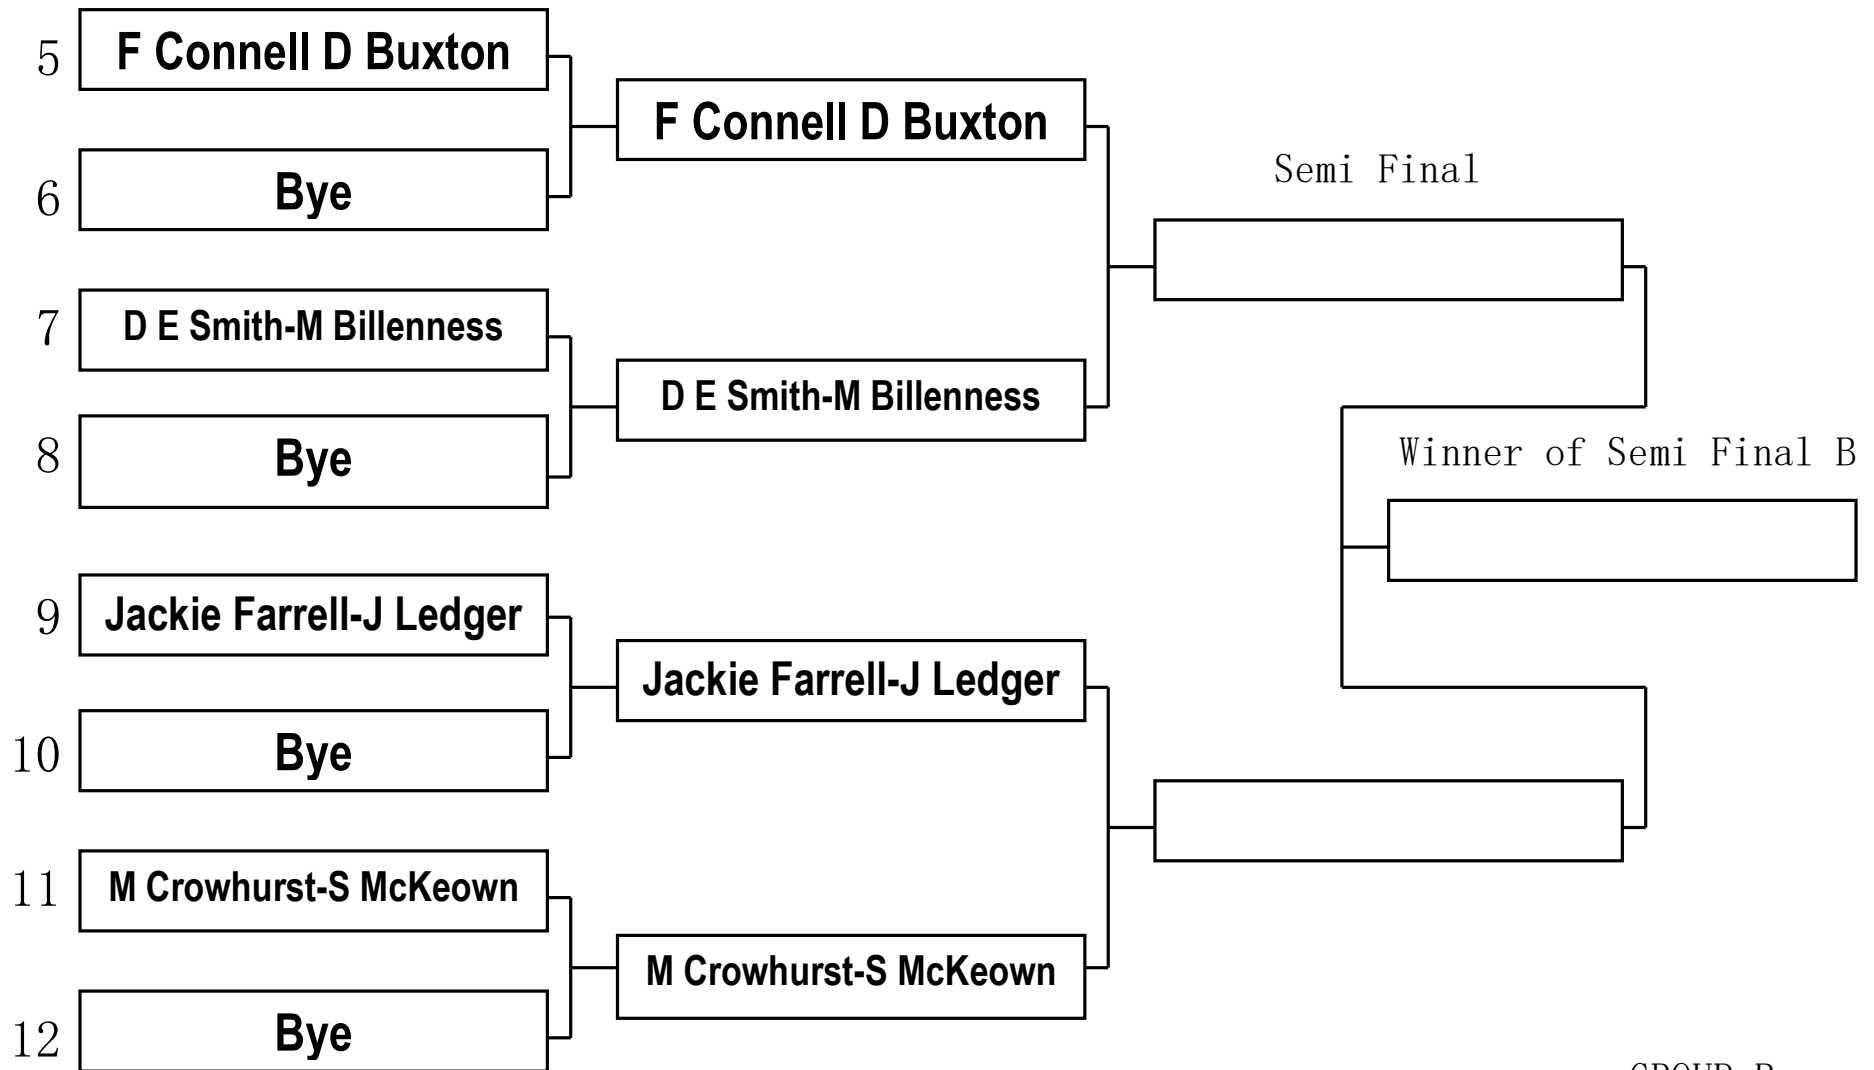 5
F Connell D Buxton
F Connell D Buxton
6
Bye
Semi Final
7
D E Smith-M Billenness
D E Smith-M Billenness
8
Bye
Winner of Semi Final B
9
Jackie Farrell-J Ledger
Jackie Farrell-J Ledger
10
Bye
11
M Crowhurst-S McKeown
M Crowhurst-S McKeown
12
Bye
GROUP B